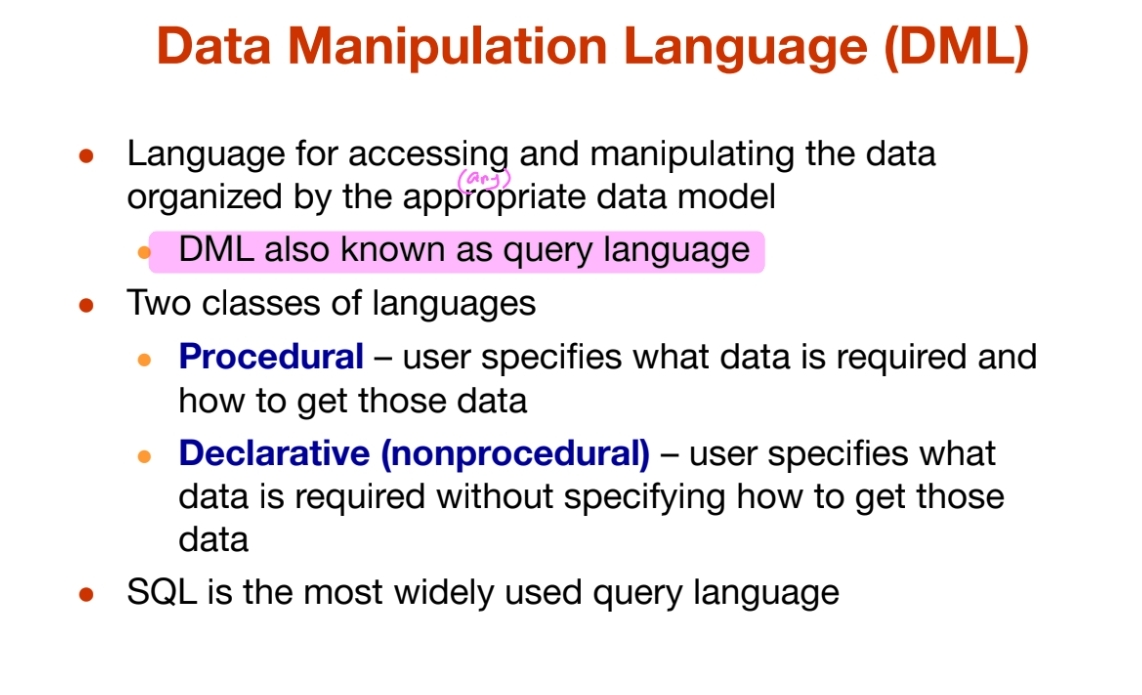 Data Manipulation Language (DML)
• Language for accessing and manipulating the data
(any)
organized by the appropriate data model
• DML also known as query language
• Two classes of languages
• Procedural – user specifies what data is required and
how to get those data
• Declarative (nonprocedural) – user specifies what
data is required without specifying how to get those
data
• SQL is the most widely used query language